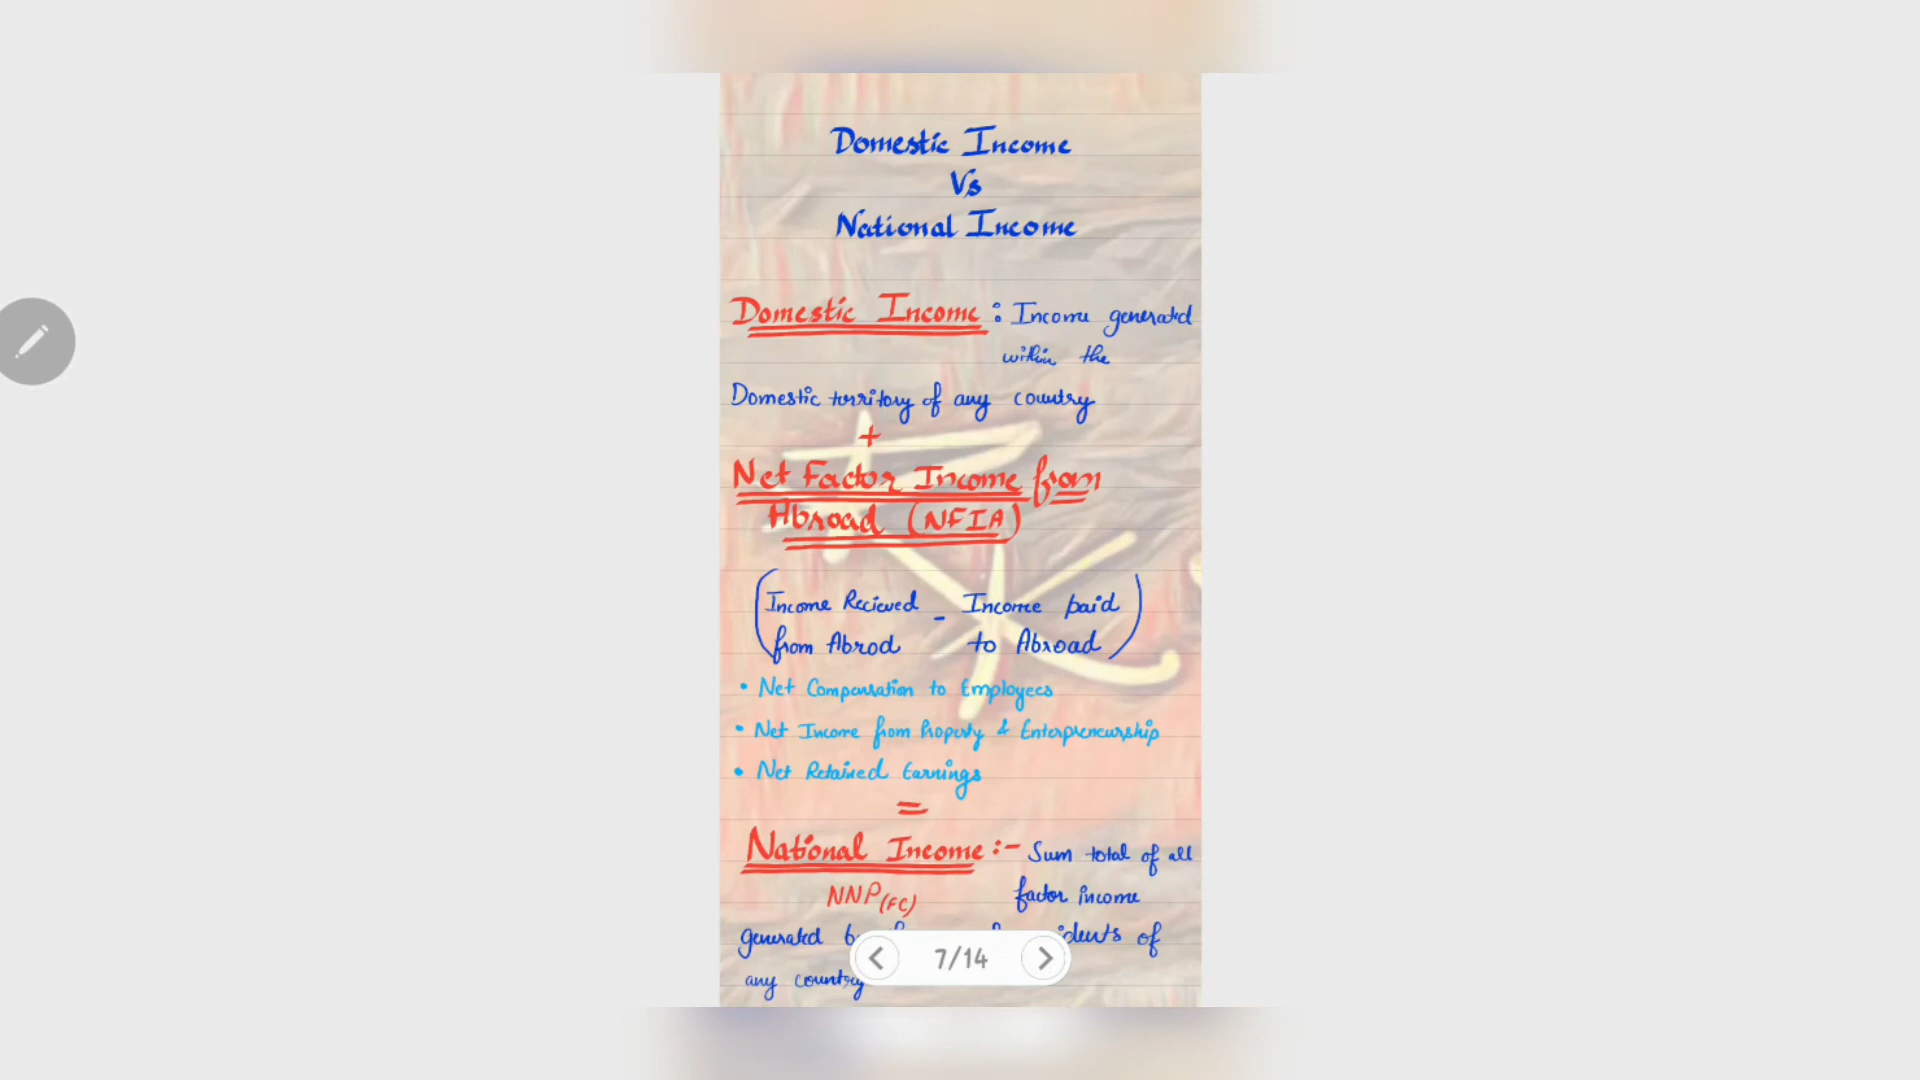 Domestic Income
Vs
National Income
Domestic Income : Income generated
within the
Domestic territory of any country
+
Net Factor Income from
Abroad (NFIA)
(Income Recieved - Income paid)
from Abrod to Abroad
• Net Compensation to Employees
• Net Income from Property & Enterpreneurship
• Net Retained Earnings
=
National Income :- Sum total of all
NNP(FC) factor income
generated of
any country
7/14